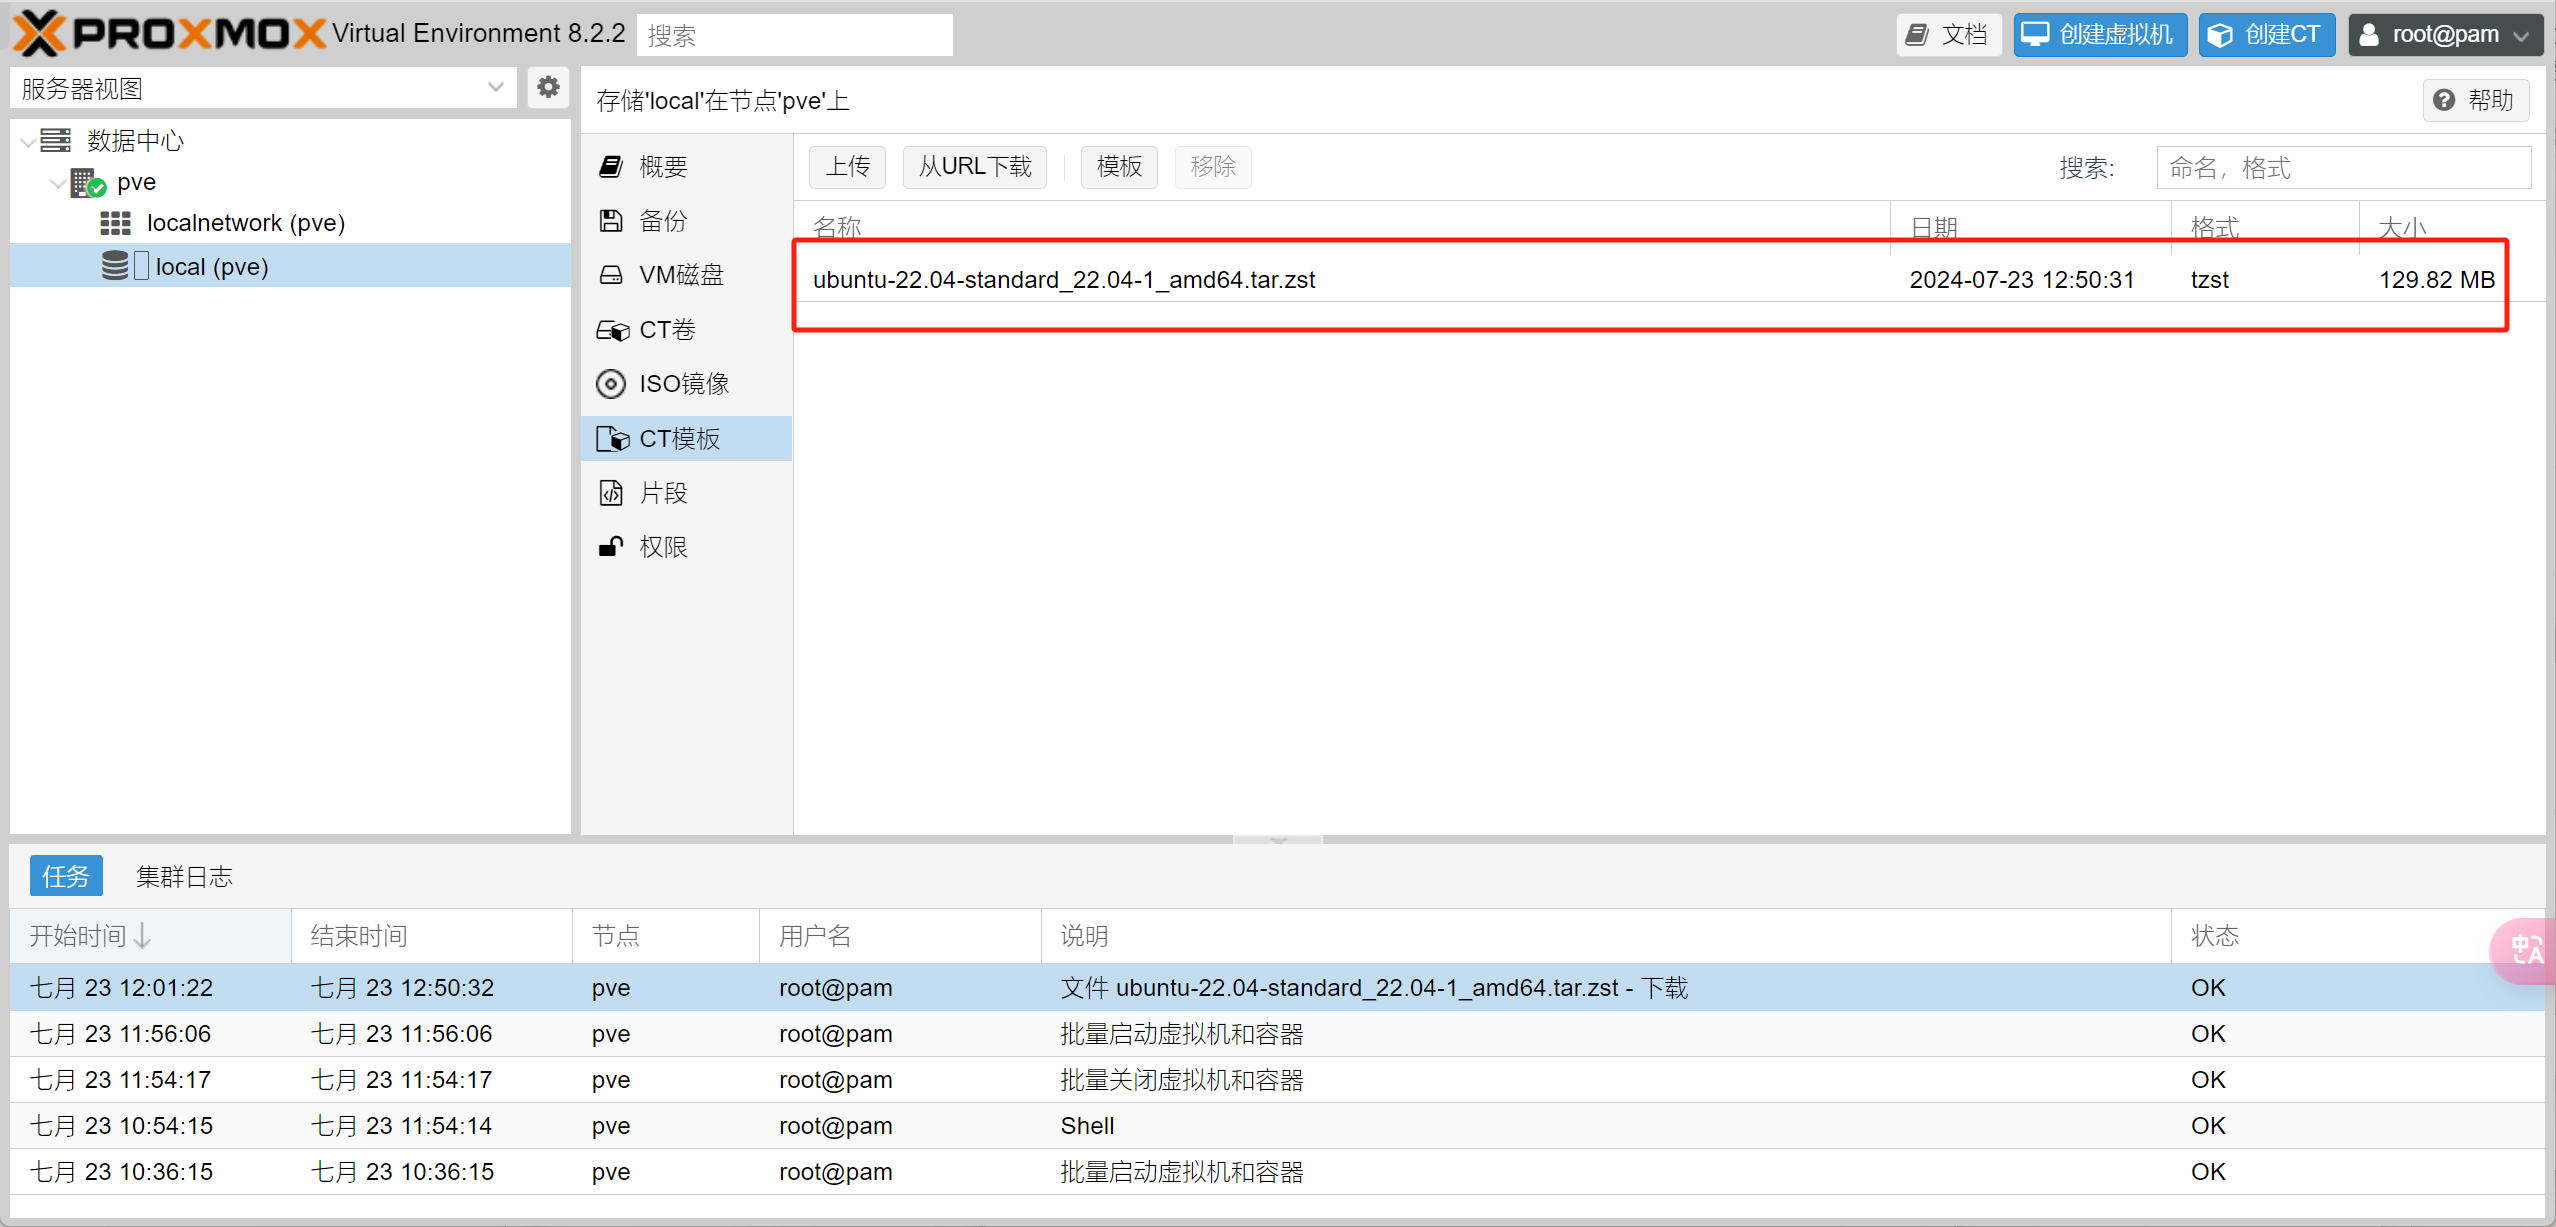 PROXMOX Virtual Environment 8.2.2 搜索 文档 创建虚拟机 创建CT root@pam
服务器视图
数据中心
pve
localnetwork (pve)
local (pve)
存储'local'在节点'pve'上 帮助
概要
备份
VM磁盘
CT卷
ISO镜像
CT模板
片段
权限
上传 从URL下载 模板 移除 搜索: 命名，格式
名称 日期 格式 大小
ubuntu-22.04-standard_22.04-1_amd64.tar.zst 2024-07-23 12:50:31 tzst 129.82 MB
任务 集群日志
开始时间 结束时间 节点 用户名 说明 状态
七月 23 12:01:22 七月 23 12:50:32 pve root@pam 文件 ubuntu-22.04-standard_22.04-1_amd64.tar.zst - 下载 OK
七月 23 11:56:06 七月 23 11:56:06 pve root@pam 批量启动虚拟机和容器 OK
七月 23 11:54:17 七月 23 11:54:17 pve root@pam 批量关闭虚拟机和容器 OK
七月 23 10:54:15 七月 23 11:54:14 pve root@pam Shell OK
七月 23 10:36:15 七月 23 10:36:15 pve root@pam 批量启动虚拟机和容器 OK
中A